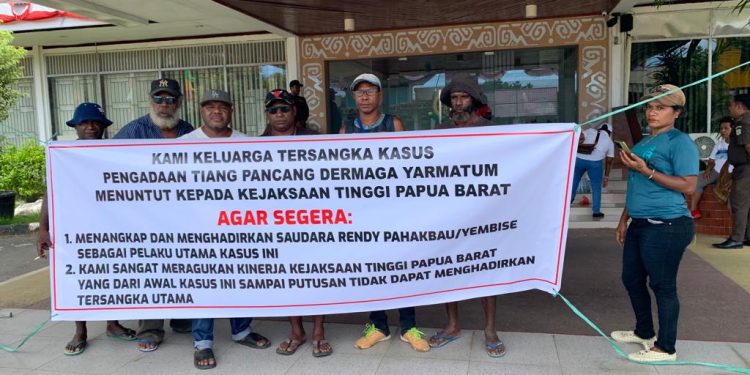 KAMI KELUARGA TERSANGKA KASUS
PENGADAAN TIANG PANCANG DERMAGA YARMATUM
MENUNTUT KEPADA KEJAKSAAN TINGGI PAPUA BARAT
AGAR SEGERA:
1. MENANGKAP DAN MENGHADIRKAN SAUDARA RENDY PAHAKBAU/YEMBISE
SEBAGAI PELAKU UTAMA KASUS INI
2. KAMI SANGAT MERAGUKAN KINERJA KEJAKSAAN TINGGI PAPUA BARAT
YANG DARI AWAL KASUS INI SAMPAI PUTUSAN TIDAK DAPAT MENGHADIRKAN
TERSANGKA UTAMA